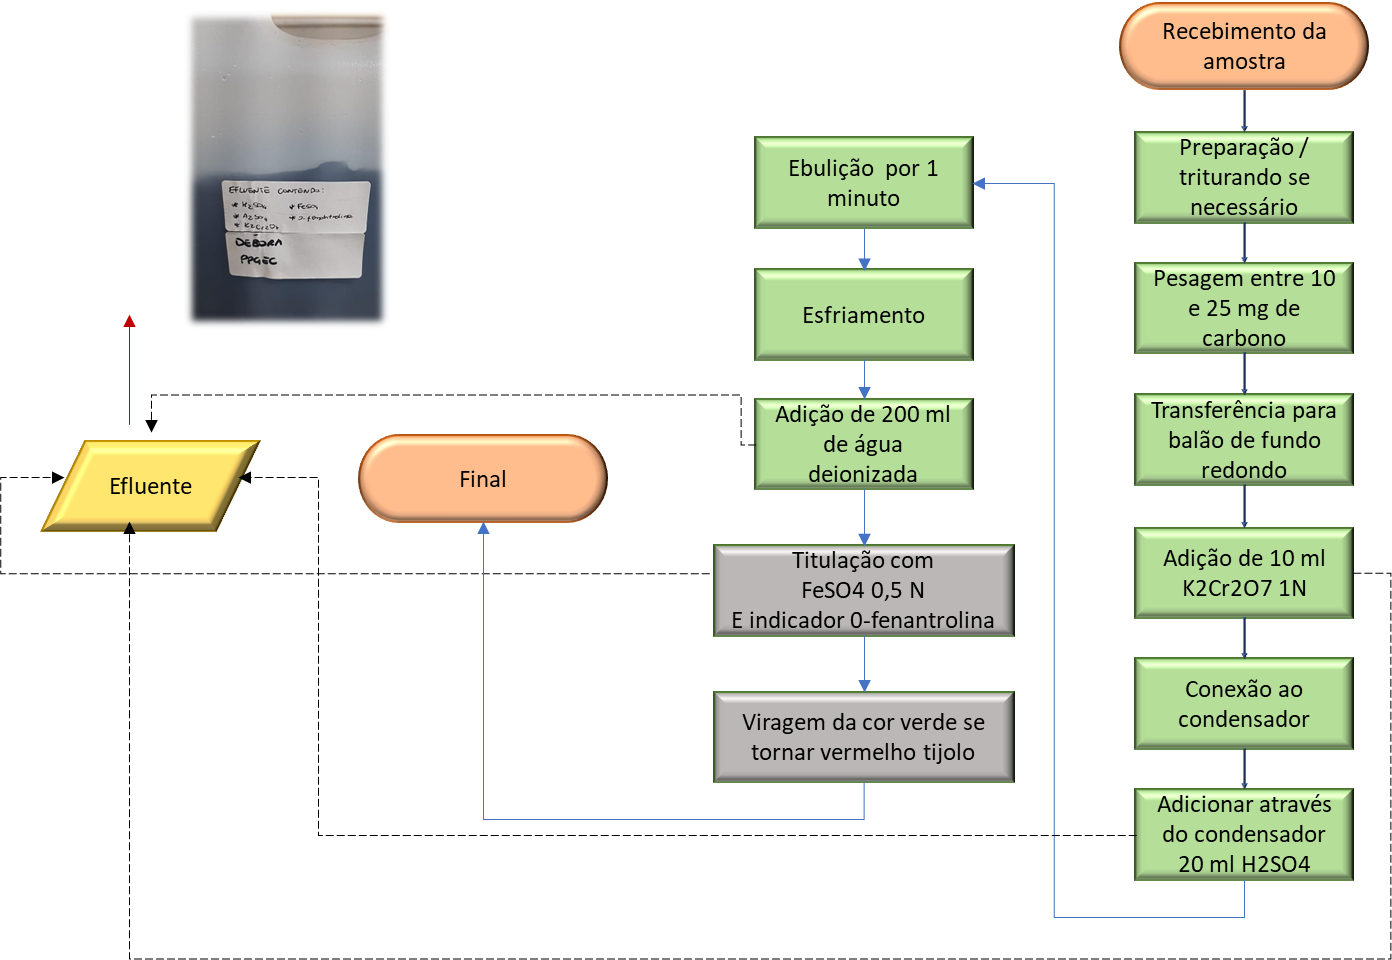 EFLUENTE CONTENDO:
DÉBORA
PPGEC
Recebimento da
amostra
Preparação /
triturando se
necessário
Pesagem entre 10
e 25 mg de
carbono
Transferência para
balão de fundo
redondo
Adição de 10 ml
K2Cr2O7 1N
Conexão ao
condensador
Adicionar através
do condensador
20 ml H2SO4
Ebulição por 1
minuto
Esfriamento
Adição de 200 ml
de água
deionizada
Titulação com
FeSO4 0,5 N
E indicador 0-fenantrolina
Viragem da cor verde se
tornar vermelho tijolo
Final
Efluente